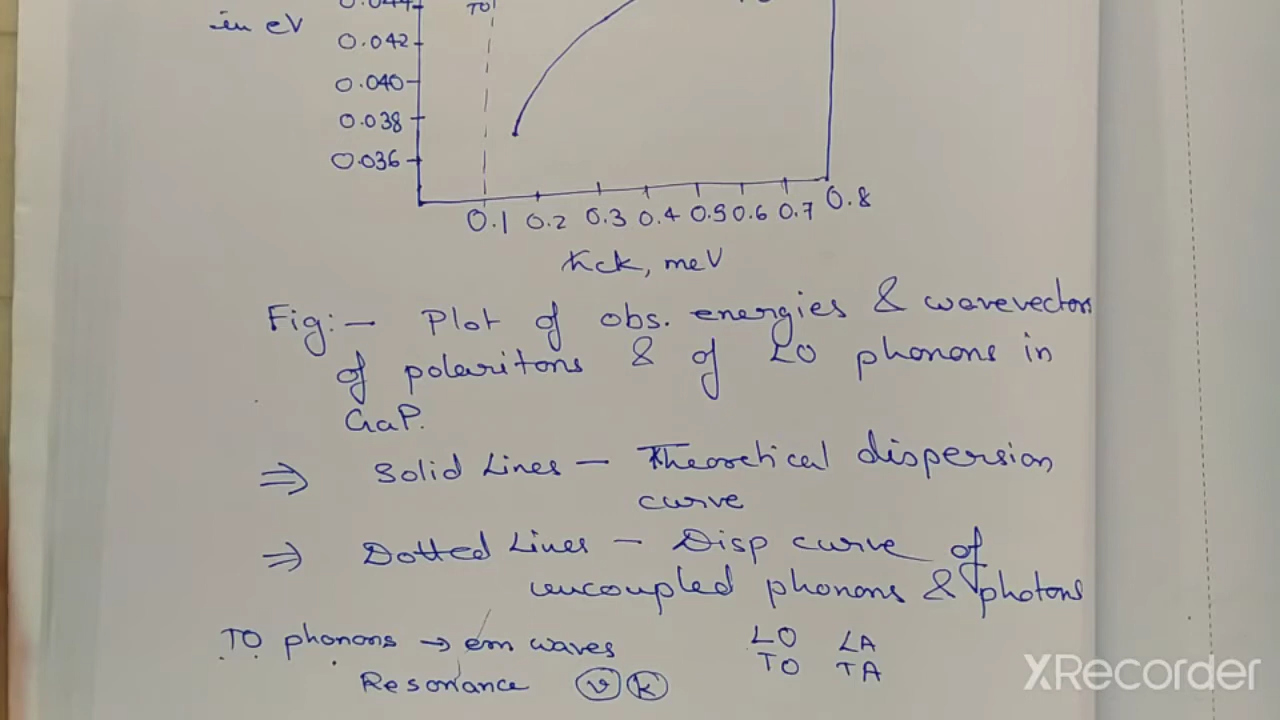 0.044
TO
in eV
0.042
0.040
0.038
0.036
0.1 0.2 0.3 0.4 0.5 0.6 0.7 0.8
ħck, meV
Fig:- Plot of obs. energies & wavevectors
of polaritons & of LO phonons in
GaP.
⇒ Solid Lines - Theoretical dispersion
curve
⇒ Dotted Lines - Disp curve of
uncoupled phonons & photons
TO phonons → em waves
LO LA
TO TA
Resonance ν k
XRecorder